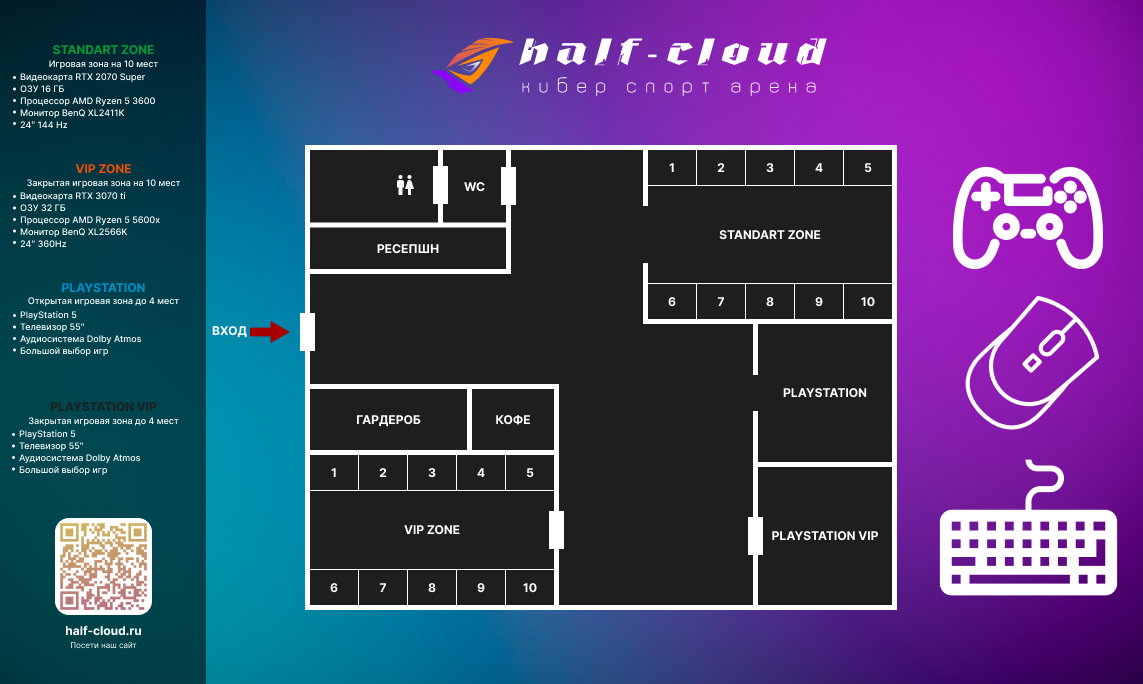 STANDART ZONE
Игровая зона на 10 мест
• Видеокарта RTX 2070 Super
• ОЗУ 16 ГБ
• Процессор AMD Ryzen 5 3600
• Монитор BenQ XL2411K
• 24" 144 Hz
VIP ZONE
Закрытая игровая зона на 10 мест
• Видеокарта RTX 3070 ti
• ОЗУ 32 ГБ
• Процессор AMD Ryzen 5 5600x
• Монитор BenQ XL2566K
• 24" 360Hz
PLAYSTATION
Открытая игровая зона до 4 мест
• PlayStation 5
• Телевизор 55"
• Аудиосистема Dolby Atmos
• Большой выбор игр
PLAYSTATION VIP
Закрытая игровая зона до 4 мест
• PlayStation 5
• Телевизор 55"
• Аудиосистема Dolby Atmos
• Большой выбор игр
half-cloud.ru
Посети наш сайт
half-cloud
кибер спорт арена
WC
РЕСЕПШН
ВХОД
1 2 3 4 5
STANDART ZONE
6 7 8 9 10
PLAYSTATION
ГАРДЕРОБ КОФЕ
1 2 3 4 5
VIP ZONE
6 7 8 9 10
PLAYSTATION VIP